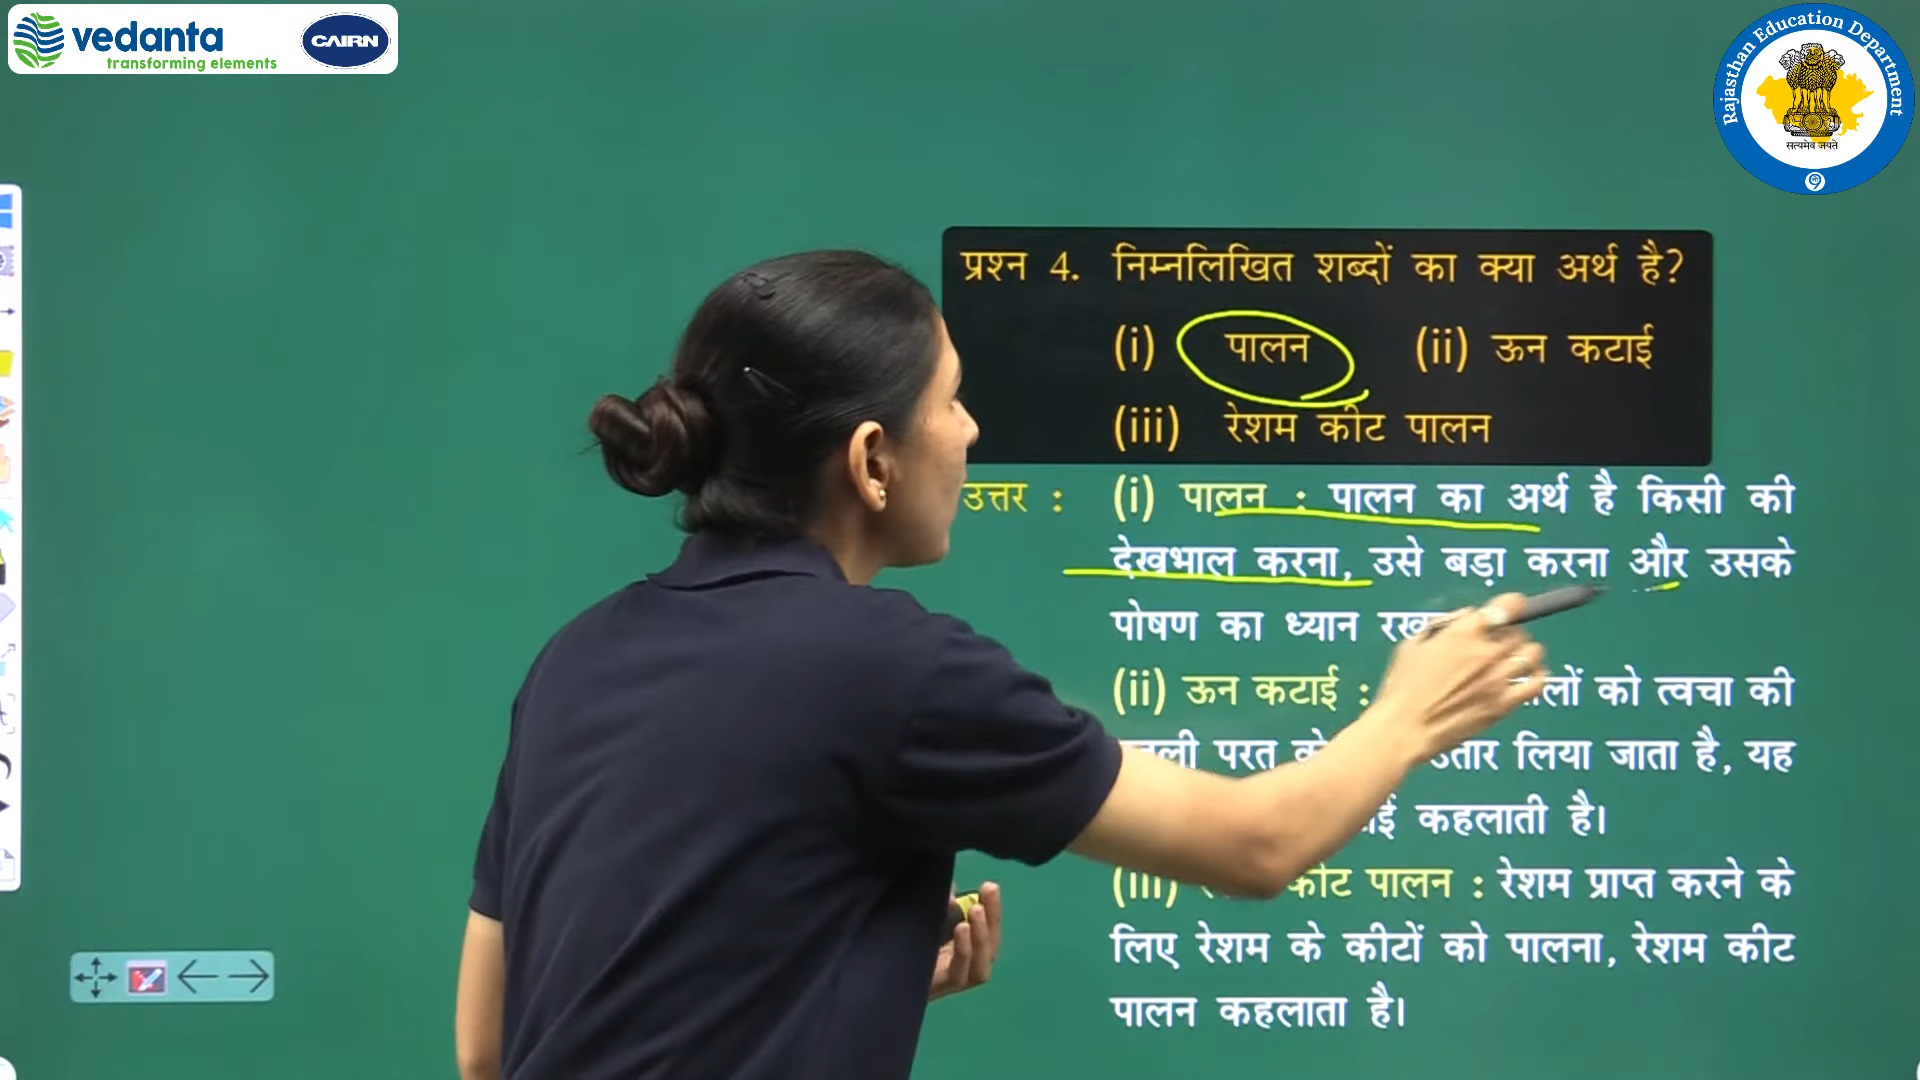 vedanta
transforming elements
CAIRN
Rajasthan Education Department
सत्यमेव जयते
प्रश्न 4. निम्नलिखित शब्दों का क्या अर्थ है?
(i) पालन (ii) ऊन कटाई
(iii) रेशम कीट पालन
उत्तर : (i) पालन : पालन का अर्थ है किसी की
देखभाल करना, उसे बड़ा करना और उसके
पोषण का ध्यान
(ii) ऊन कटाई : को त्वचा की
परत उतार लिया जाता है, यह
कहलाती है।
(iii) कीट पालन : रेशम प्राप्त करने के
लिए रेशम के कीटों को पालना, रेशम कीट
पालन कहलाता है।